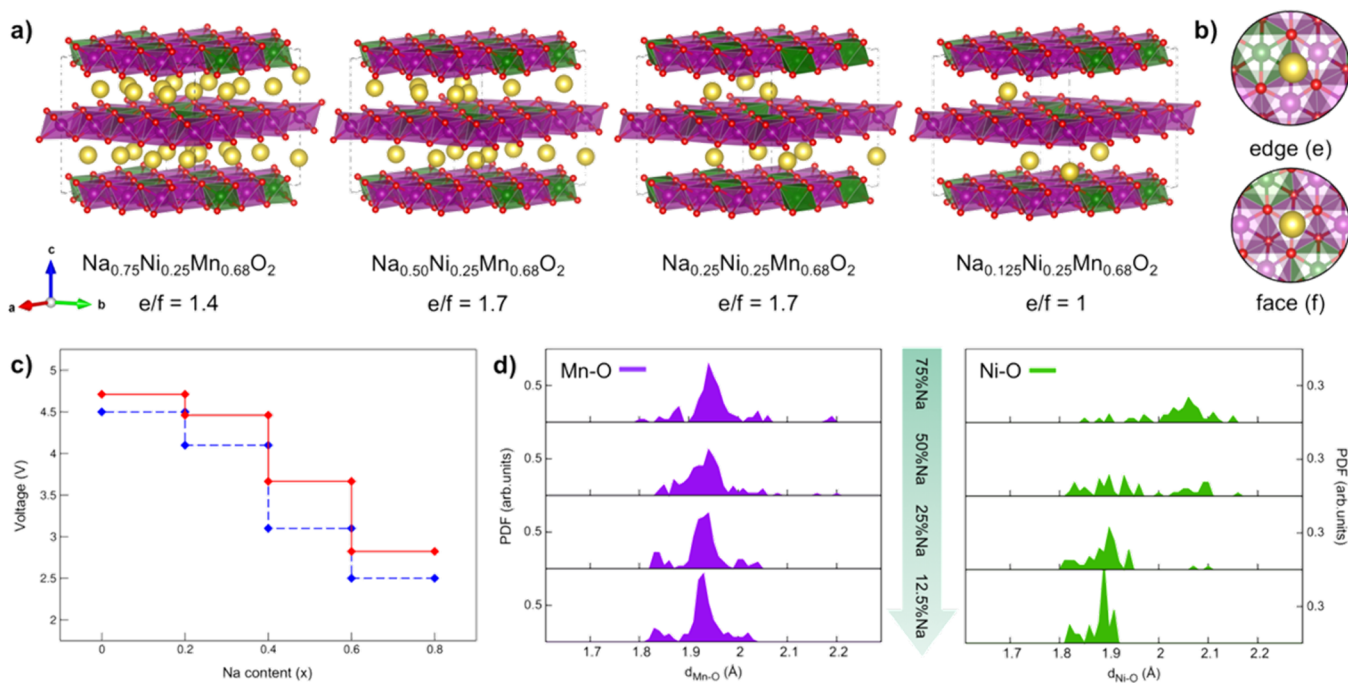 a)
b)
edge (e)
face (f)
c
a
b
Na0.75Ni0.25Mn0.68O2
Na0.50Ni0.25Mn0.68O2
Na0.25Ni0.25Mn0.68O2
Na0.125Ni0.25Mn0.68O2
e/f = 1.4
e/f = 1.7
e/f = 1.7
e/f = 1
c)
5
4.5
4
3.5
3
2.5
2
Voltage (V)
0
0.2
0.4
0.6
0.8
Na content (x)
d)
Mn-O
0.5
0.5
0.5
0.5
PDF (arb.units)
1.7
1.8
1.9
2
2.1
2.2
dMn-O (Å)
75%Na
50%Na
25%Na
12.5%Na
Ni-O
0.3
0.3
0.3
0.3
PDF (arb.units)
1.7
1.8
1.9
2
2.1
2.2
dNi-O (Å)